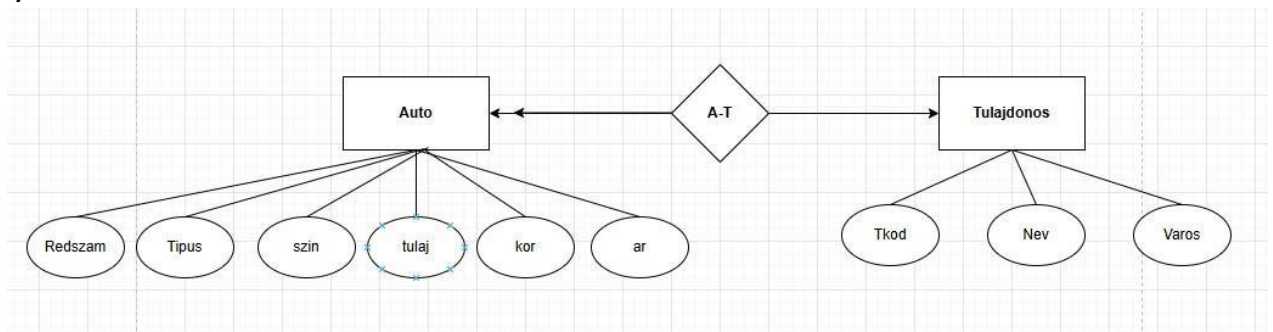 Auto
A-T
Tulajdonos
Redszam
Tipus
szin
tulaj
kor
ar
Tkod
Nev
Varos